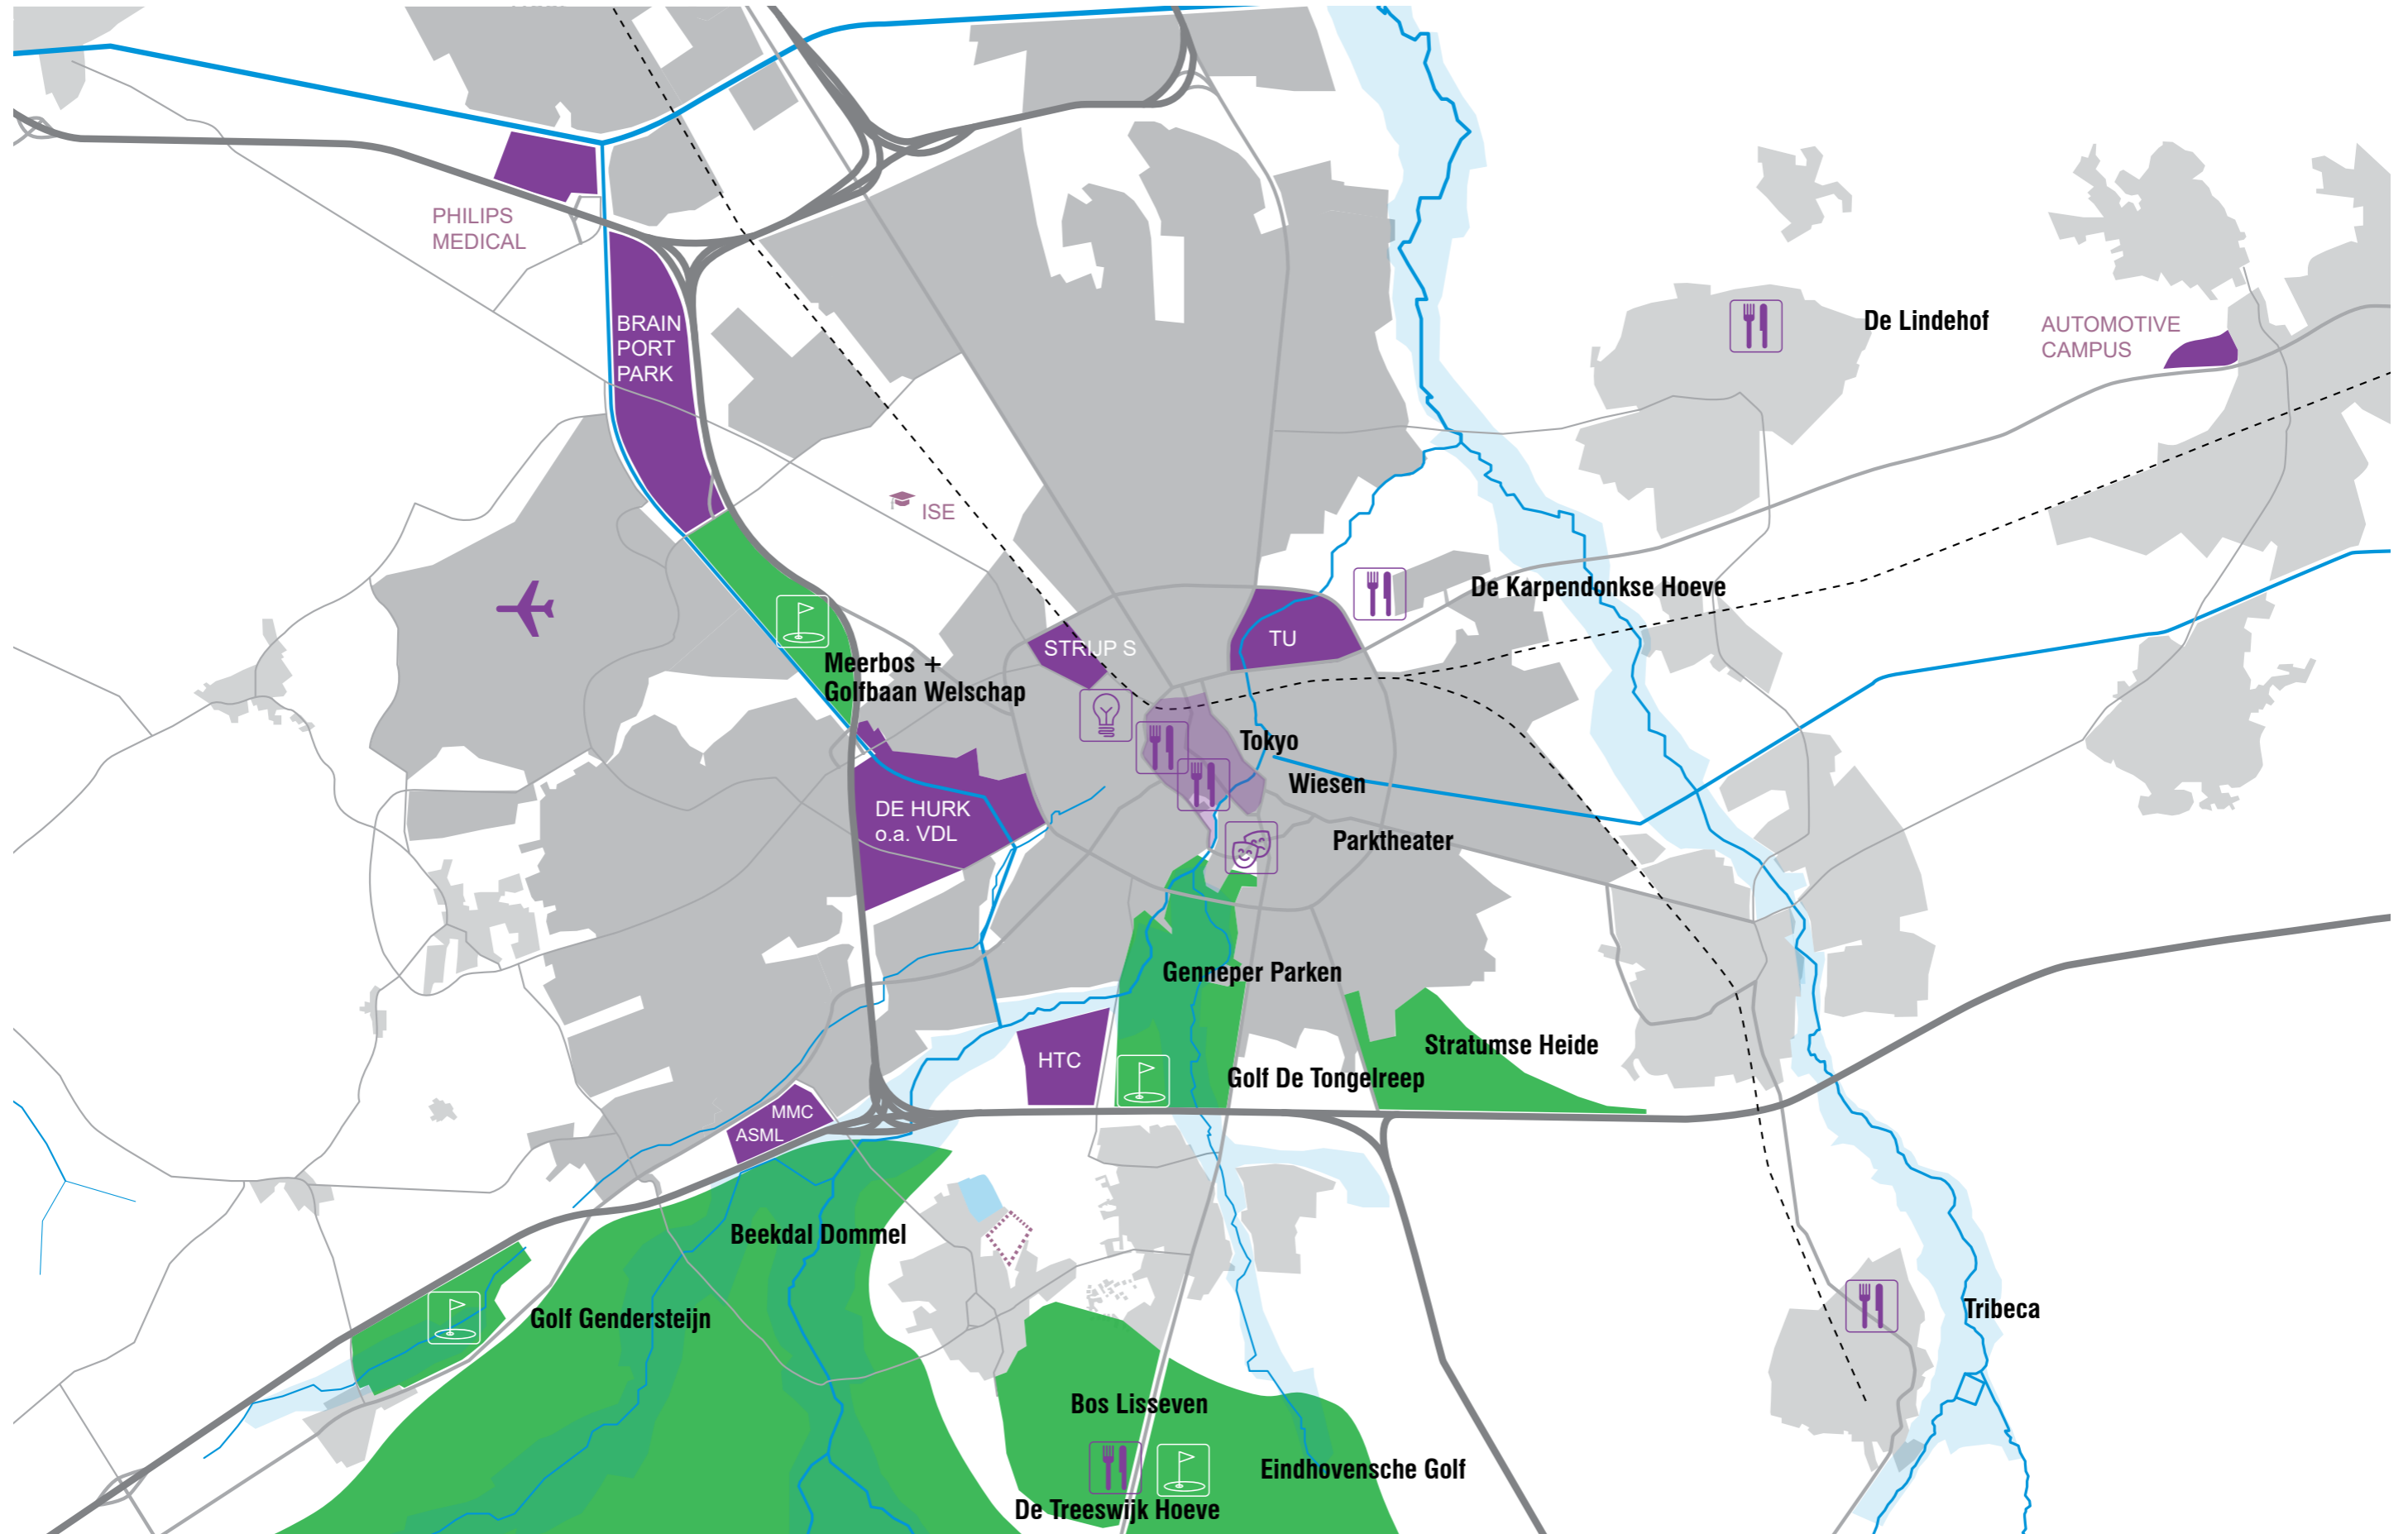 PHILIPS
MEDICAL
BRAIN
PORT
PARK
De Lindehof
AUTOMOTIVE
CAMPUS
ISE
De Karpendonkse Hoeve
STRIJP S
TU
Meerbos +
Golfbaan Welschap
Tokyo
Wiesen
DE HURK
o.a. VDL
Parktheater
Genneper Parken
HTC
Stratumse Heide
Golf De Tongelreep
MMC
ASML
Beekdal Dommel
Golf Gendersteijn
Tribeca
Bos Lisseven
Eindhovensche Golf
De Treeswijk Hoeve